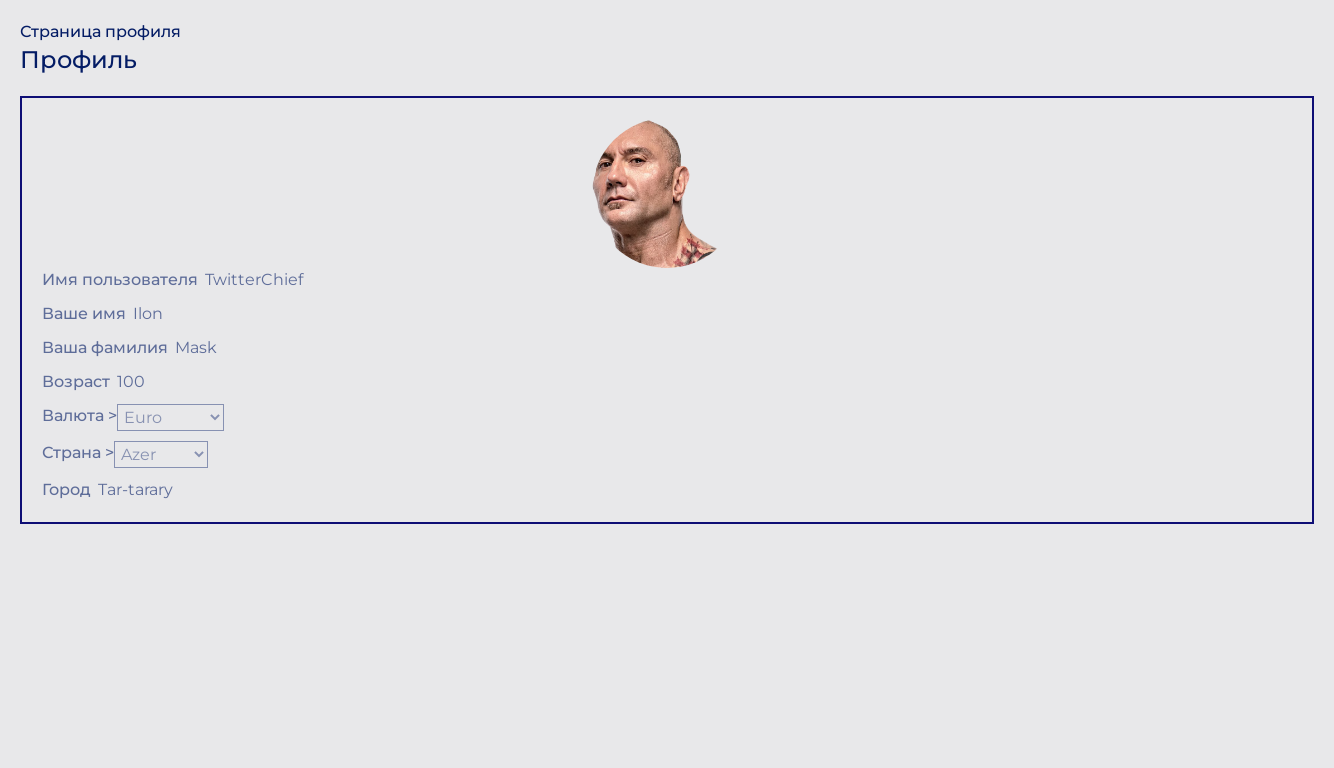 Страница профиля
Профиль
Имя пользователя TwitterChief
Ваше имя Ilon
Ваша фамилия Mask
Возраст 100
Валюта > Euro
Страна > Azer
Город Tar-tarary